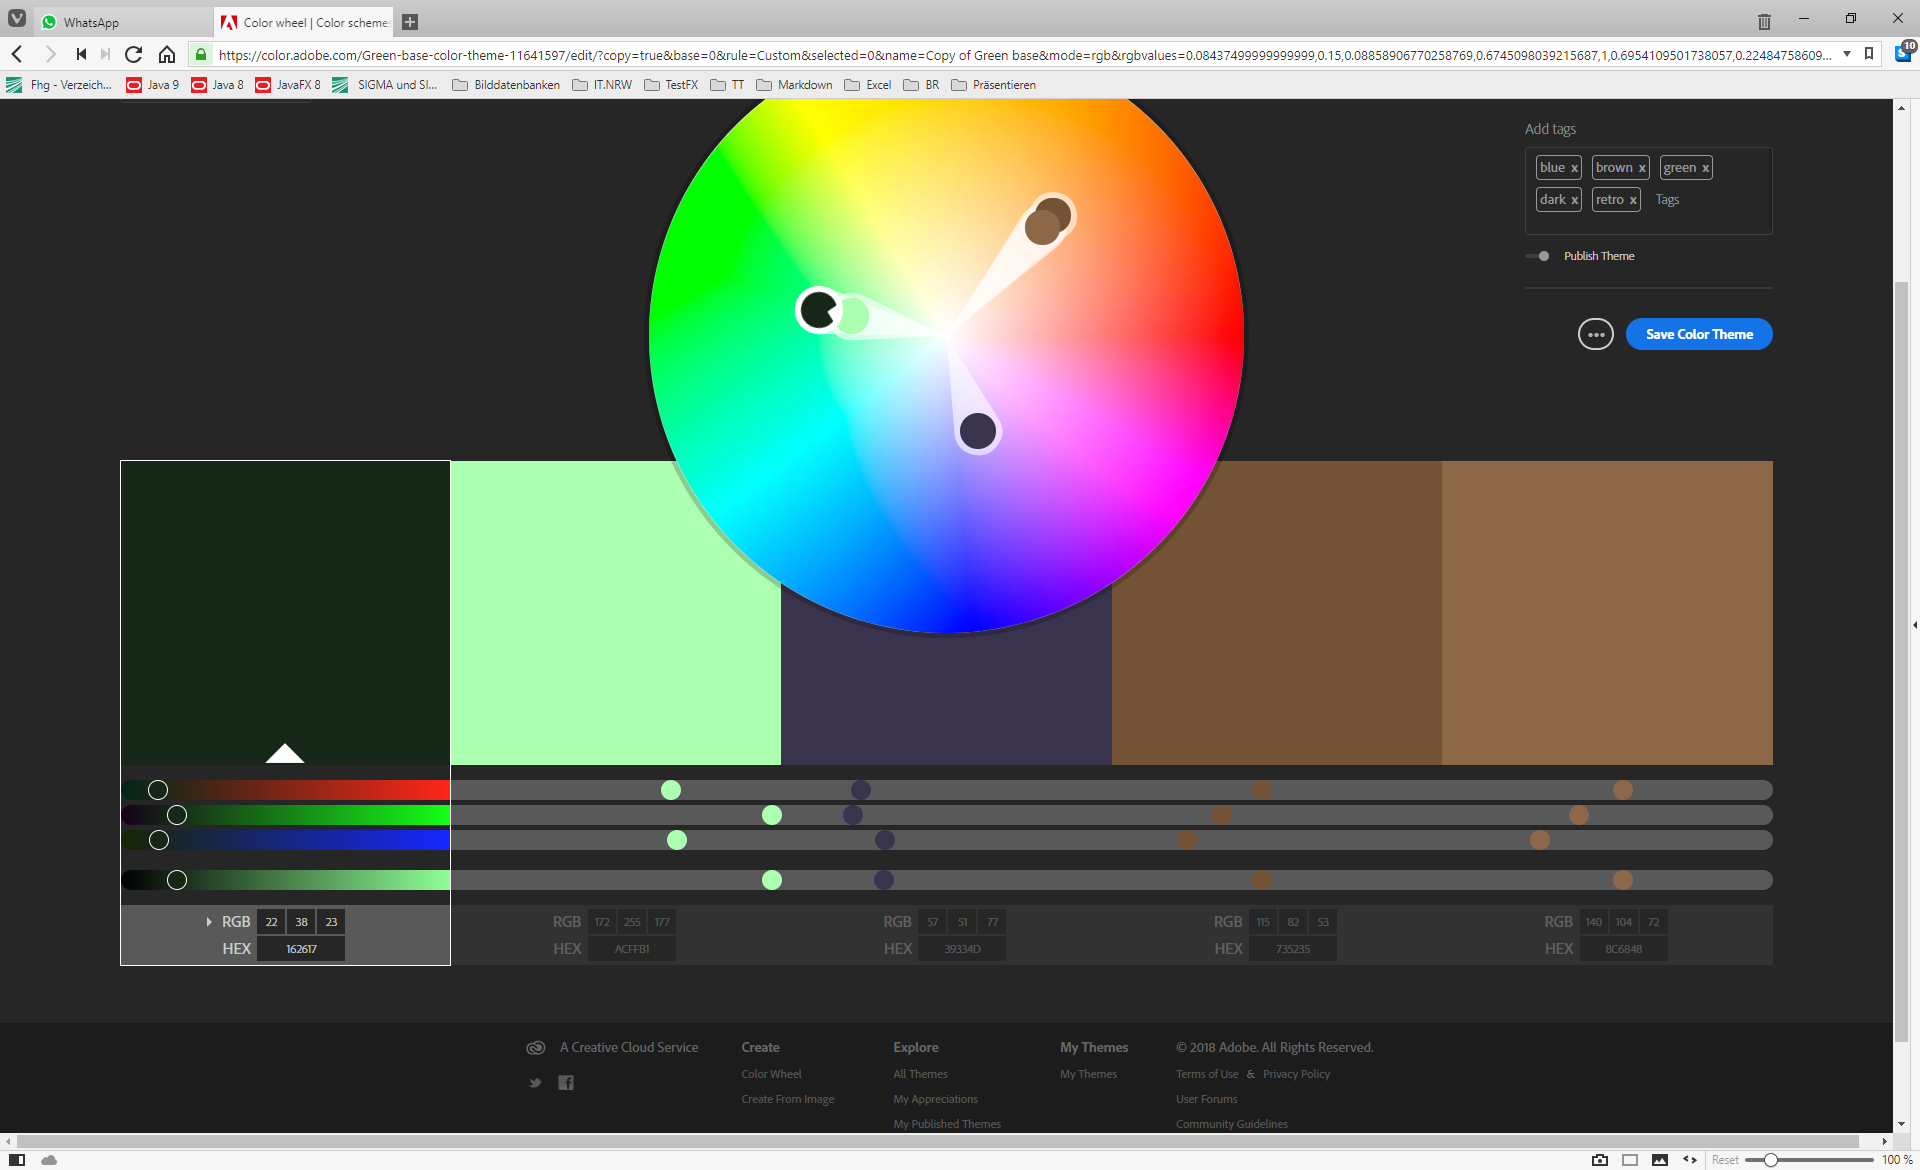 WhatsApp
Color wheel | Color scheme
https://color.adobe.com/Green-base-color-theme-11641597/edit/?copy=true&base=0&rule=Custom&selected=0&name=Copy of Green base&mode=rgb&rgbvalues=0.08437499999999999,0.15,0.08858906770258769,0.6745098039215687,1,0.6954109501738057,0.22484758609...
10
Fhg - Verzeich... Java 9 Java 8 JavaFX 8 SIGMA und SI... Bilddatenbanken IT.NRW TestFX TT Markdown Excel BR Präsentieren
Add tags
blue x brown x green x
dark x retro x Tags
Publish Theme
Save Color Theme
RGB 22 38 23 RGB 172 255 177 RGB 57 51 77 RGB 115 82 53 RGB 140 104 72
HEX 162617 HEX ACFFB1 HEX 39334D HEX 735235 HEX 8C6848
A Creative Cloud Service Create Explore My Themes © 2018 Adobe. All Rights Reserved.
Color Wheel All Themes My Themes Terms of Use & Privacy Policy
Create From Image My Appreciations User Forums
My Published Themes Community Guidelines
Reset 100 %